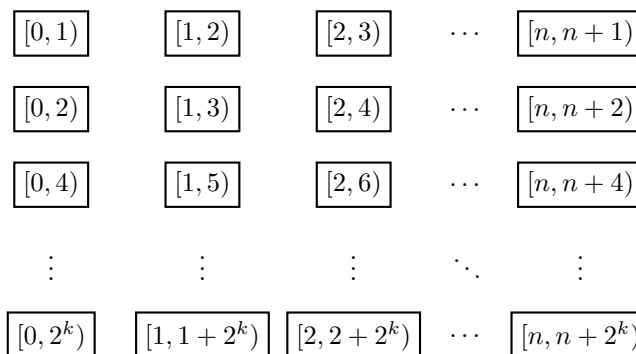 [0, 1) [1, 2) [2, 3) ⋯ [n, n + 1)
[0, 2) [1, 3) [2, 4) ⋯ [n, n + 2)
[0, 4) [1, 5) [2, 6) ⋯ [n, n + 4)
⋮ ⋮ ⋮ ⋱ ⋮
[0, 2^k) [1, 1 + 2^k) [2, 2 + 2^k) ⋯ [n, n + 2^k)